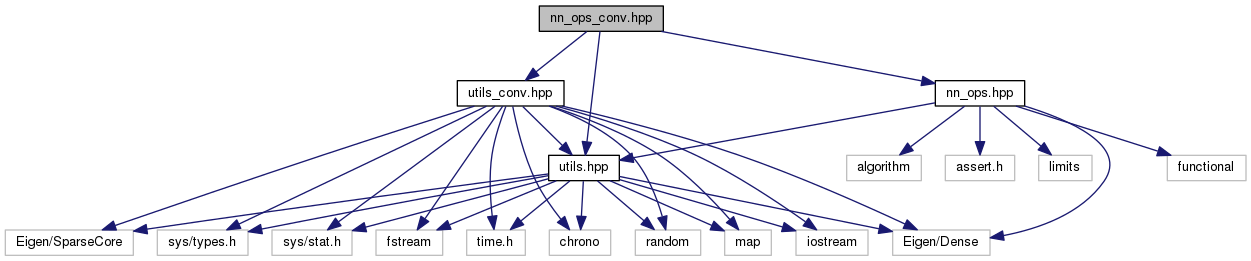 nn_ops_conv.hpp
utils_conv.hpp
nn_ops.hpp
utils.hpp
algorithm
assert.h
limits
functional
Eigen/SparseCore
sys/types.h
sys/stat.h
fstream
time.h
chrono
random
map
iostream
Eigen/Dense